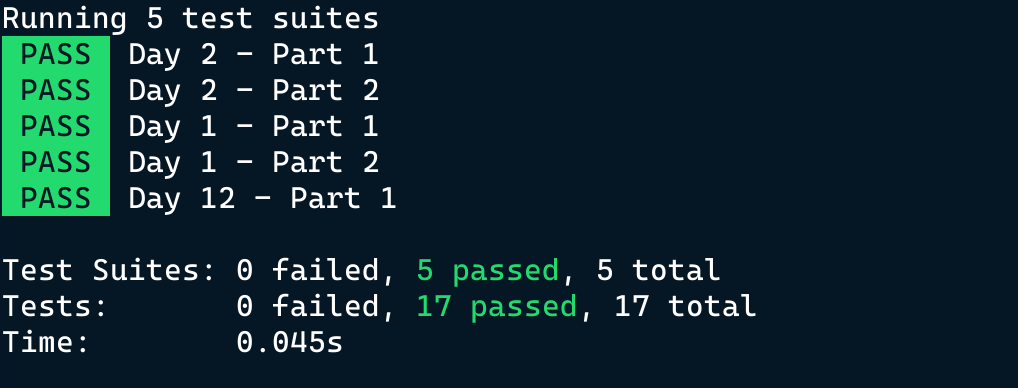 Running 5 test suites
PASS Day 2 - Part 1
PASS Day 2 - Part 2
PASS Day 1 - Part 1
PASS Day 1 - Part 2
PASS Day 12 - Part 1
Test Suites: 0 failed, 5 passed, 5 total
Tests: 0 failed, 17 passed, 17 total
Time: 0.045s